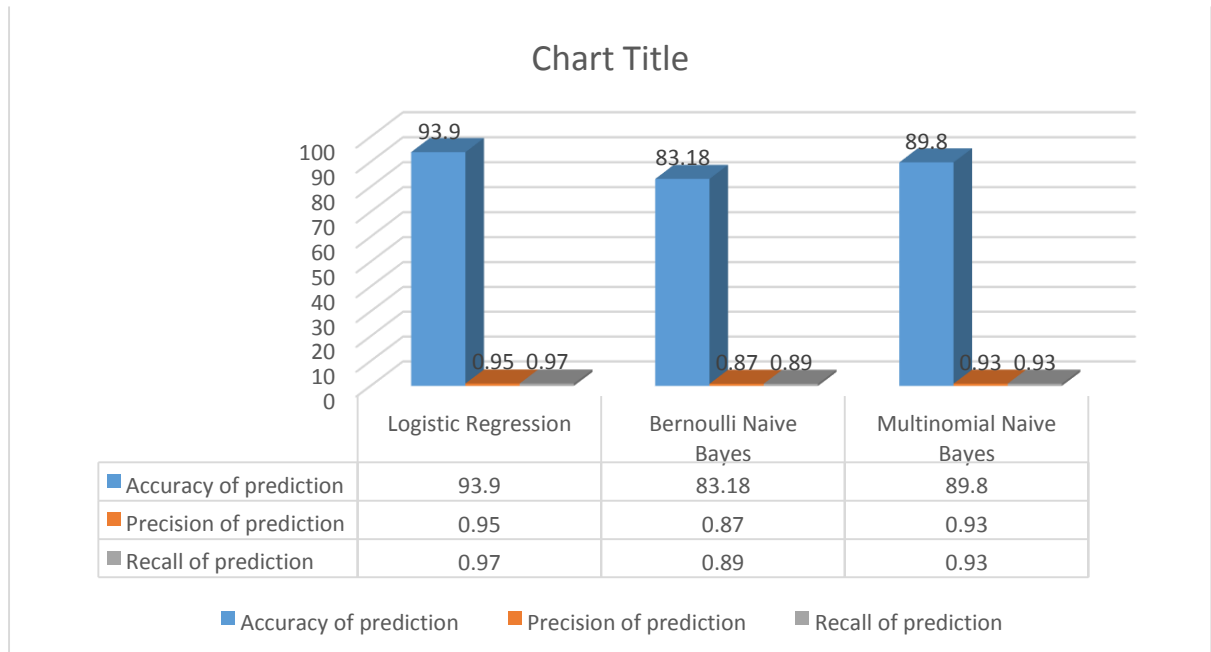 Chart Title
93.9
83.18
89.8
100
90
80
70
60
50
40
30
20
10
0
0.95 0.97
0.87 0.89
0.93 0.93
Logistic Regression
Bernoulli Naive
Bayes
Multinomial Naive
Bayes
Accuracy of prediction 93.9 83.18 89.8
Precision of prediction 0.95 0.87 0.93
Recall of prediction 0.97 0.89 0.93
Accuracy of prediction Precision of prediction Recall of prediction